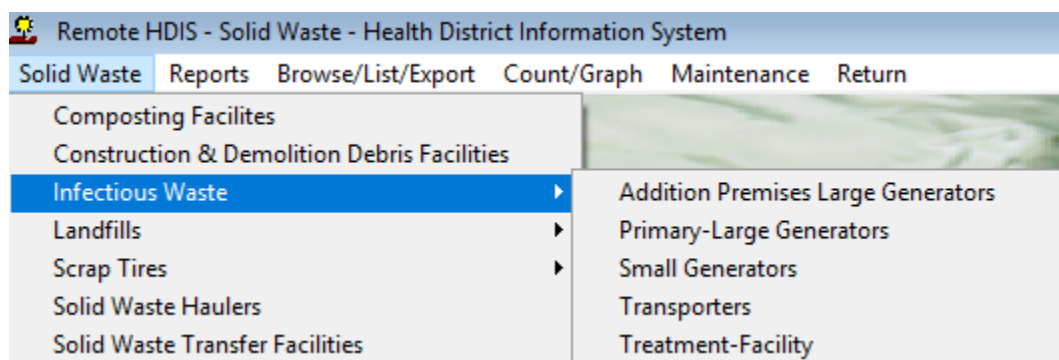 Remote HDIS - Solid Waste - Health District Information System
Solid Waste Reports Browse/List/Export Count/Graph Maintenance Return
Composting Facilites
Construction & Demolition Debris Facilities
Infectious Waste
Landfills
Scrap Tires
Solid Waste Haulers
Solid Waste Transfer Facilities
Addition Premises Large Generators
Primary-Large Generators
Small Generators
Transporters
Treatment-Facility